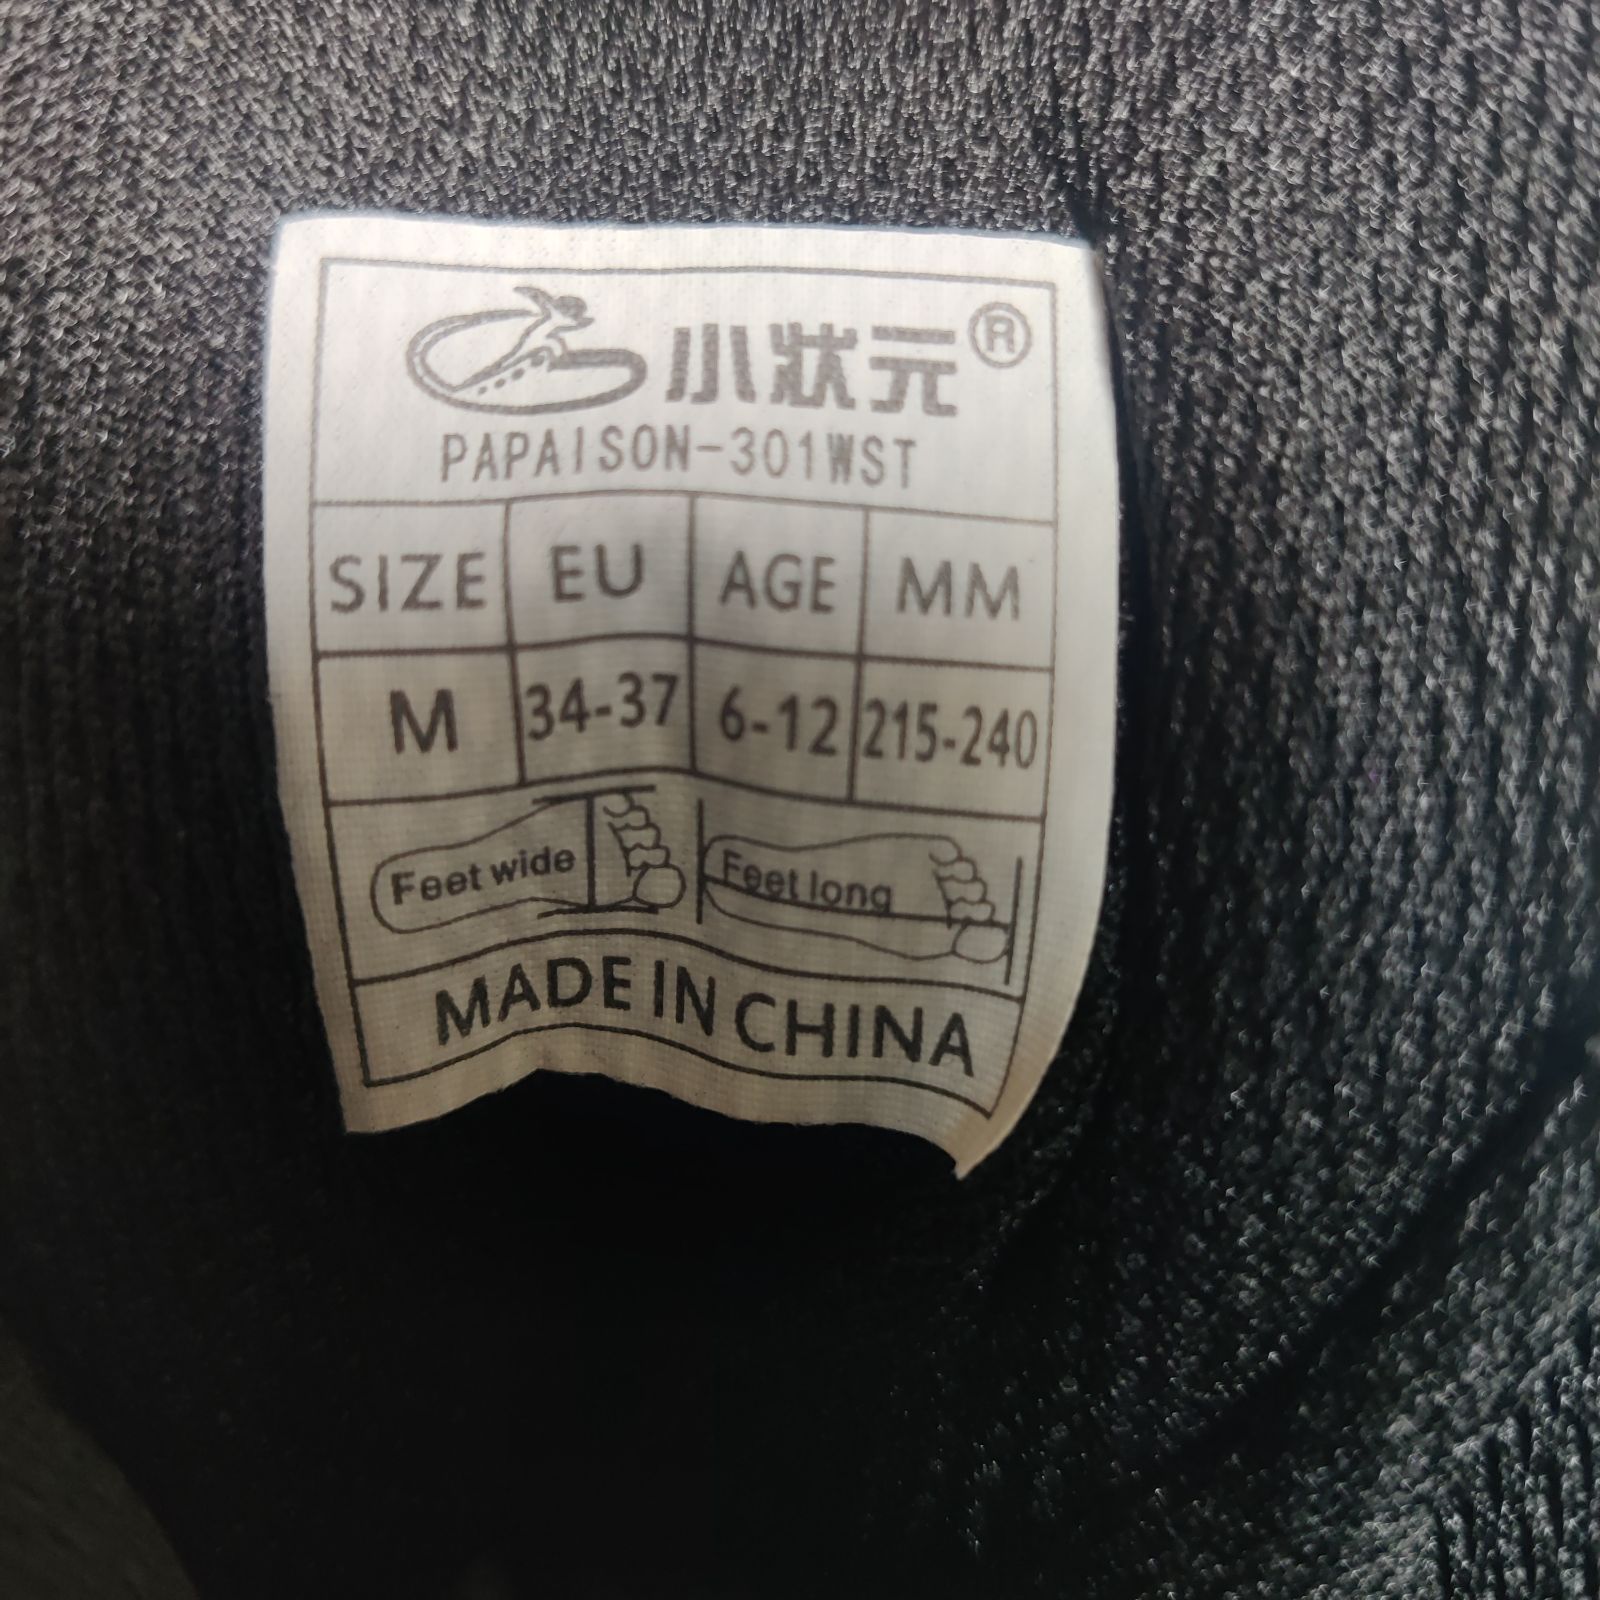 小狀元®
PAPAISON-301WST
SIZE EU AGE MM
M 34-37 6-12 215-240
Feet wide Feet long
MADE IN CHINA